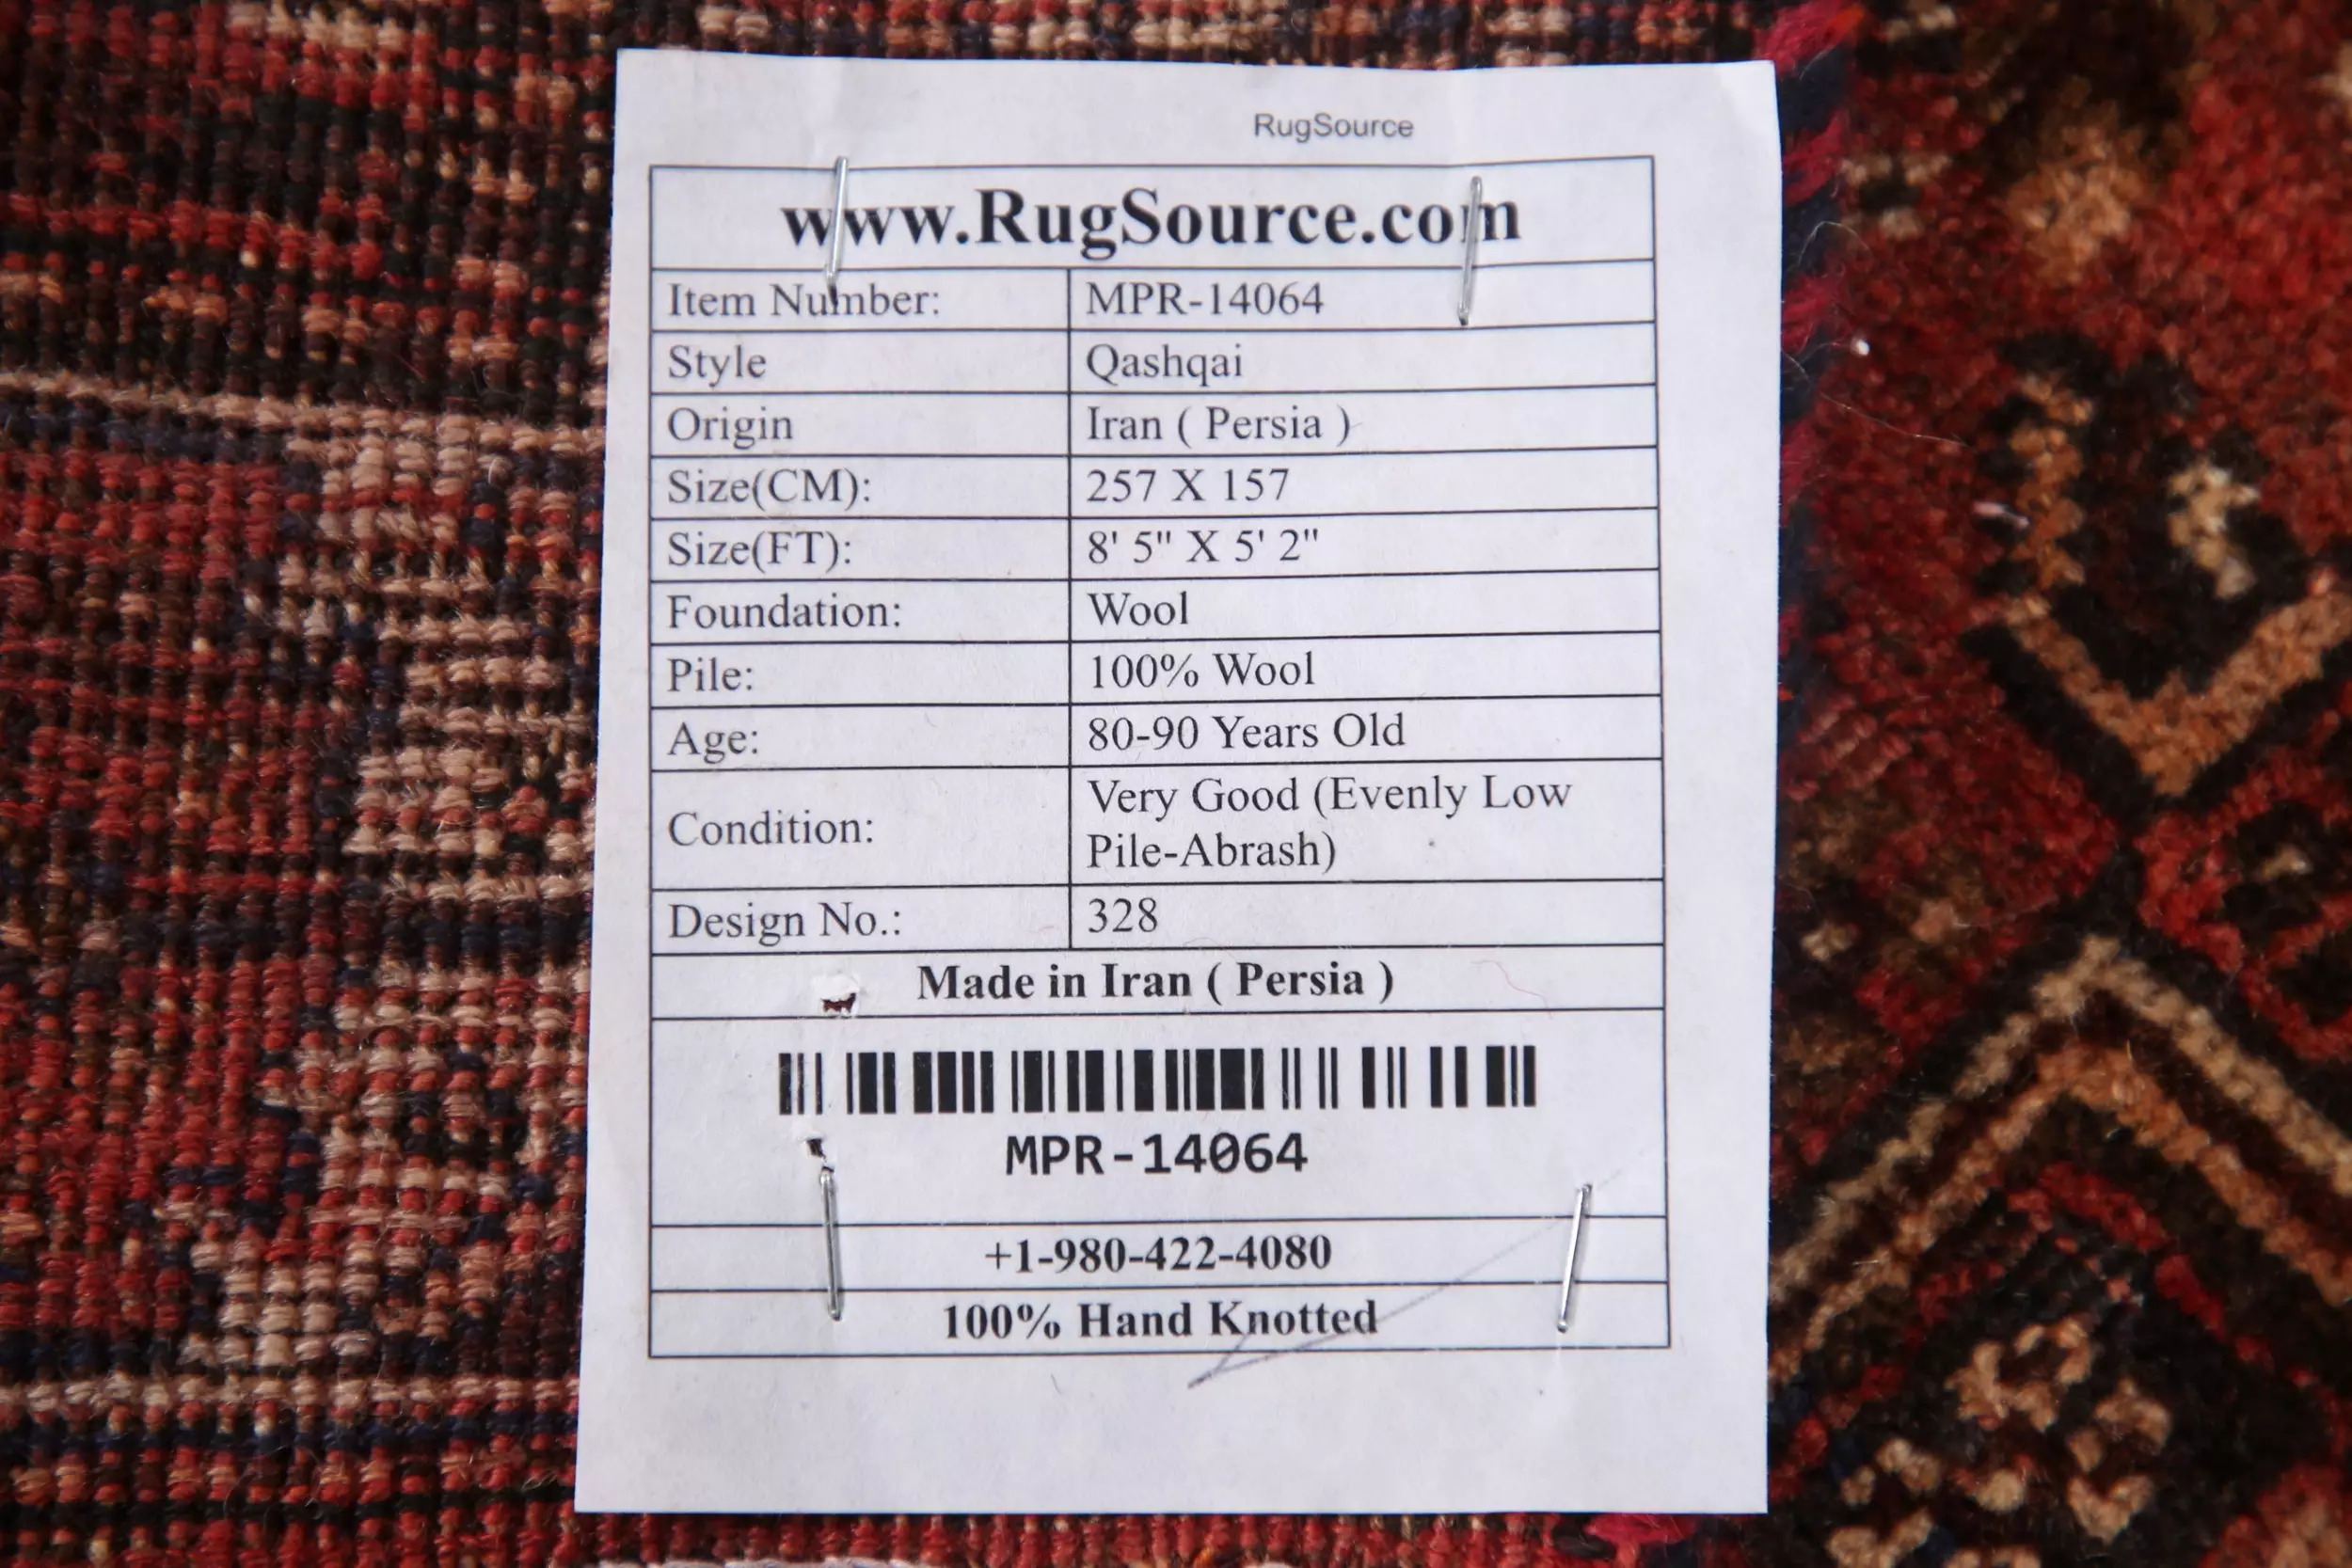 RugSource
www.RugSource.com
Item Number: MPR-14064
Style Qashqai
Origin Iran ( Persia )
Size(CM): 257 X 157
Size(FT): 8' 5" X 5' 2"
Foundation: Wool
Pile: 100% Wool
Age: 80-90 Years Old
Condition: Very Good (Evenly Low
Pile-Abrash)
Design No.: 328
Made in Iran ( Persia )
MPR-14064
+1-980-422-4080
100% Hand Knotted